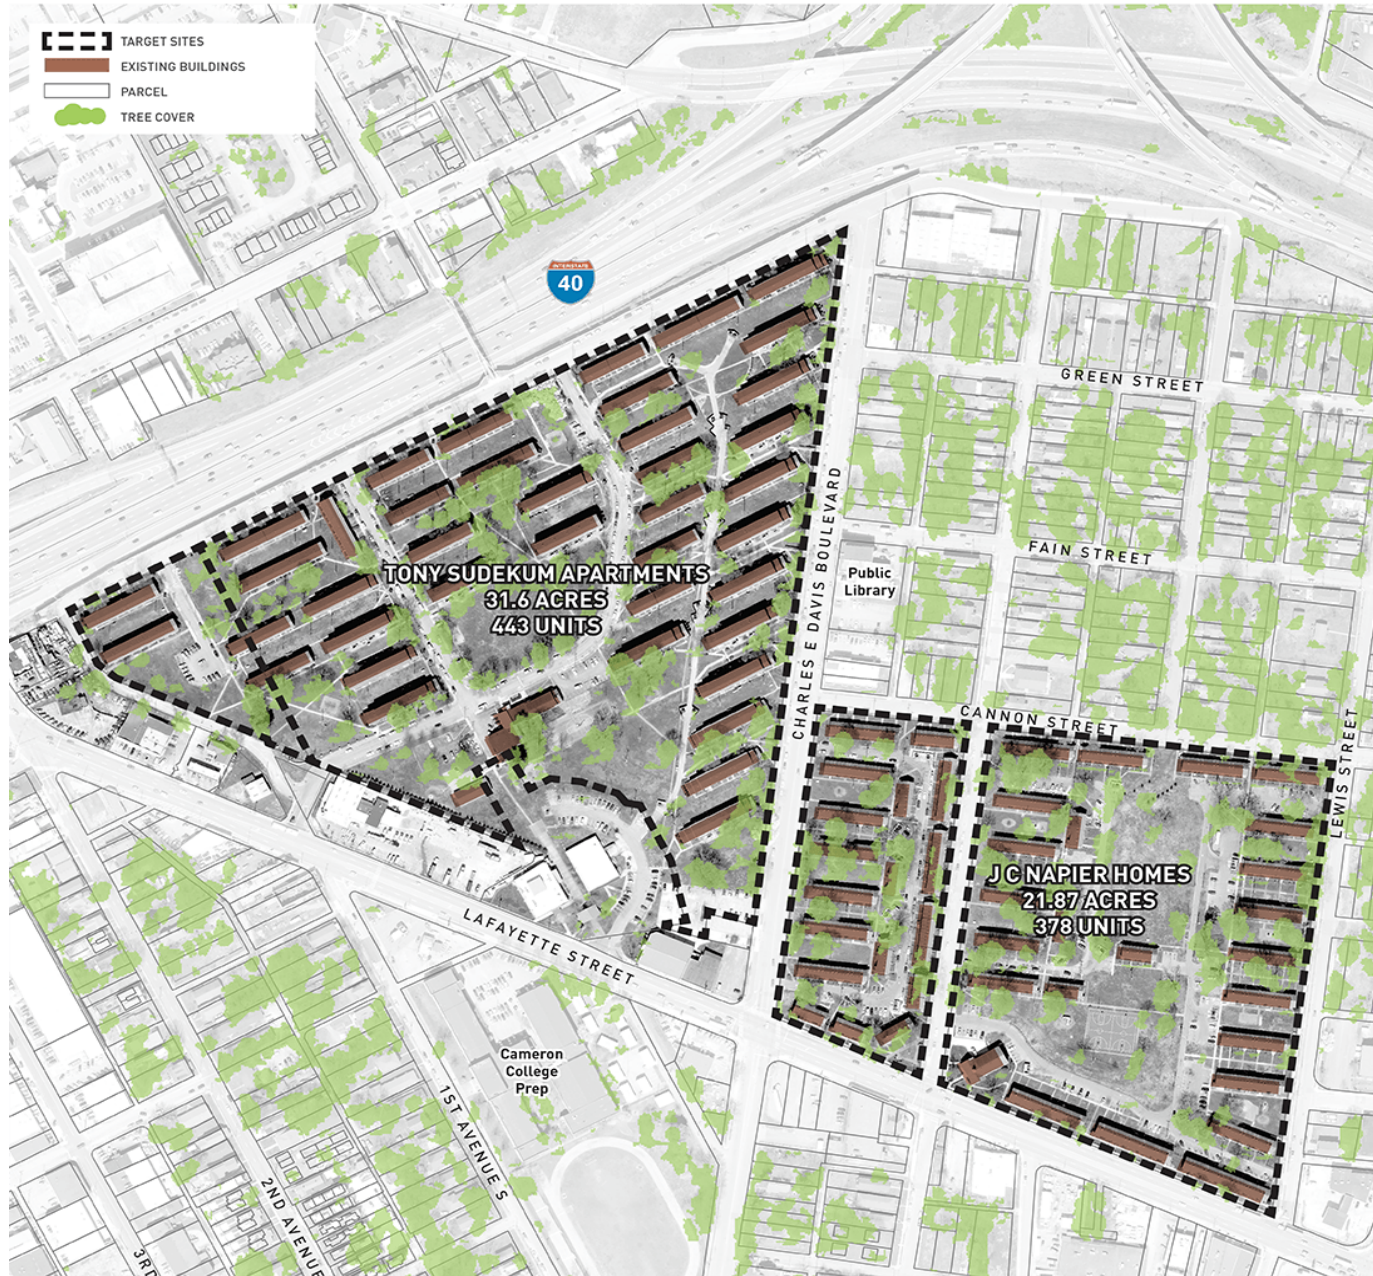 TARGET SITES
EXISTING BUILDINGS
PARCEL
TREE COVER
INTERSTATE
40
GREEN STREET
CHARLES E DAVIS BOULEVARD
FAIN STREET
Public
Library
TONY SUDEKUM APARTMENTS
31.6 ACRES
443 UNITS
CANNON STREET
LEWIS STREET
J C NAPIER HOMES
21.87 ACRES
378 UNITS
LAFAYETTE STREET
Cameron
College
Prep
1ST AVENUE S
2ND AVENUE
3RD